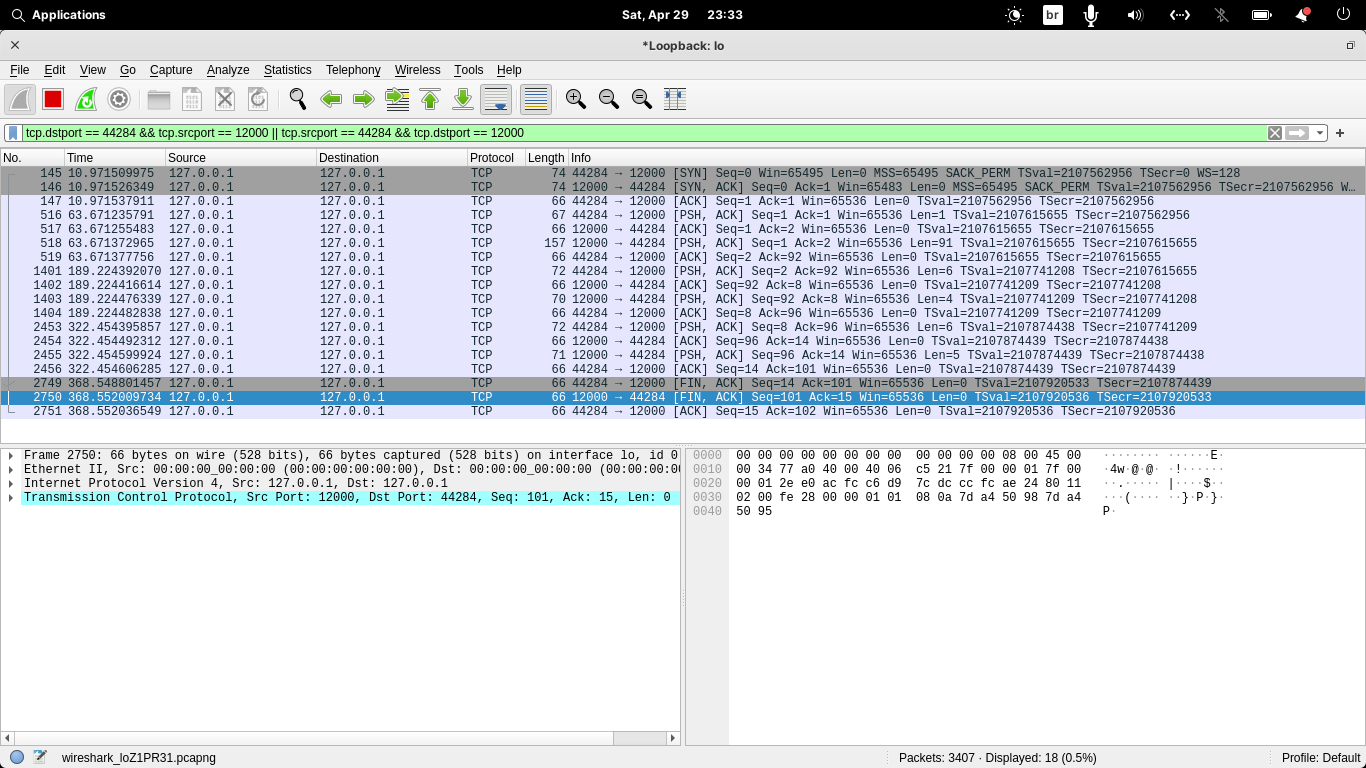 Applications Sat, Apr 29 23:33 br
*Loopback: lo
File Edit View Go Capture Analyze Statistics Telephony Wireless Tools Help
tcp.dstport == 44284 && tcp.srcport == 12000 || tcp.srcport == 44284 && tcp.dstport == 12000
No. Time Source Destination Protocol Length Info
145 10.971509975 127.0.0.1 127.0.0.1 TCP 74 44284 → 12000 [SYN] Seq=0 Win=65495 Len=0 MSS=65495 SACK_PERM TSval=2107562956 TSecr=0 WS=128
146 10.971526349 127.0.0.1 127.0.0.1 TCP 74 12000 → 44284 [SYN, ACK] Seq=0 Ack=1 Win=65483 Len=0 MSS=65495 SACK_PERM TSval=2107562956 TSecr=2107562956 W…
147 10.971537911 127.0.0.1 127.0.0.1 TCP 66 44284 → 12000 [ACK] Seq=1 Ack=1 Win=65536 Len=0 TSval=2107562956 TSecr=2107562956
516 63.671235791 127.0.0.1 127.0.0.1 TCP 67 44284 → 12000 [PSH, ACK] Seq=1 Ack=1 Win=65536 Len=1 TSval=2107615655 TSecr=2107562956
517 63.671255483 127.0.0.1 127.0.0.1 TCP 66 12000 → 44284 [ACK] Seq=1 Ack=2 Win=65536 Len=0 TSval=2107615655 TSecr=2107615655
518 63.671372965 127.0.0.1 127.0.0.1 TCP 157 12000 → 44284 [PSH, ACK] Seq=1 Ack=2 Win=65536 Len=91 TSval=2107615655 TSecr=2107615655
519 63.671377756 127.0.0.1 127.0.0.1 TCP 66 44284 → 12000 [ACK] Seq=2 Ack=92 Win=65536 Len=0 TSval=2107615655 TSecr=2107615655
1401 189.224392070 127.0.0.1 127.0.0.1 TCP 72 44284 → 12000 [PSH, ACK] Seq=2 Ack=92 Win=65536 Len=6 TSval=2107741208 TSecr=2107615655
1402 189.224416614 127.0.0.1 127.0.0.1 TCP 66 12000 → 44284 [ACK] Seq=92 Ack=8 Win=65536 Len=0 TSval=2107741209 TSecr=2107741208
1403 189.224476339 127.0.0.1 127.0.0.1 TCP 70 12000 → 44284 [PSH, ACK] Seq=92 Ack=8 Win=65536 Len=4 TSval=2107741209 TSecr=2107741208
1404 189.224482838 127.0.0.1 127.0.0.1 TCP 66 44284 → 12000 [ACK] Seq=8 Ack=96 Win=65536 Len=0 TSval=2107741209 TSecr=2107741209
2453 322.454395857 127.0.0.1 127.0.0.1 TCP 72 44284 → 12000 [PSH, ACK] Seq=8 Ack=96 Win=65536 Len=6 TSval=2107874438 TSecr=2107741209
2454 322.454492312 127.0.0.1 127.0.0.1 TCP 66 12000 → 44284 [ACK] Seq=96 Ack=14 Win=65536 Len=0 TSval=2107874439 TSecr=2107874438
2455 322.454599924 127.0.0.1 127.0.0.1 TCP 71 12000 → 44284 [PSH, ACK] Seq=96 Ack=14 Win=65536 Len=5 TSval=2107874439 TSecr=2107874438
2456 322.454606285 127.0.0.1 127.0.0.1 TCP 66 44284 → 12000 [ACK] Seq=14 Ack=101 Win=65536 Len=0 TSval=2107874439 TSecr=2107874439
2749 368.548801457 127.0.0.1 127.0.0.1 TCP 66 44284 → 12000 [FIN, ACK] Seq=14 Ack=101 Win=65536 Len=0 TSval=2107920533 TSecr=2107874439
2750 368.552009734 127.0.0.1 127.0.0.1 TCP 66 12000 → 44284 [FIN, ACK] Seq=101 Ack=15 Win=65536 Len=0 TSval=2107920536 TSecr=2107920533
2751 368.552036549 127.0.0.1 127.0.0.1 TCP 66 44284 → 12000 [ACK] Seq=15 Ack=102 Win=65536 Len=0 TSval=2107920536 TSecr=2107920536
Frame 2750: 66 bytes on wire (528 bits), 66 bytes captured (528 bits) on interface lo, id 0
Ethernet II, Src: 00:00:00_00:00:00 (00:00:00:00:00:00), Dst: 00:00:00_00:00:00 (00:00:00:0
Internet Protocol Version 4, Src: 127.0.0.1, Dst: 127.0.0.1
Transmission Control Protocol, Src Port: 12000, Dst Port: 44284, Seq: 101, Ack: 15, Len: 0
0000 00 00 00 00 00 00 00 00 00 00 00 00 08 00 45 00 ········ ······E·
0010 00 34 77 a0 40 00 40 06 c5 21 7f 00 00 01 7f 00 ·4w·@·@· ·!······
0020 00 01 2e e0 ac fc c6 d9 7c dc cc fc ae 24 80 11 ··.····· |····$··
0030 02 00 fe 28 00 00 01 01 08 0a 7d a4 50 98 7d a4 ···(···· ··}·P·}·
0040 50 95 P·
wireshark_loZ1PR31.pcapng Packets: 3407 · Displayed: 18 (0.5%) Profile: Default